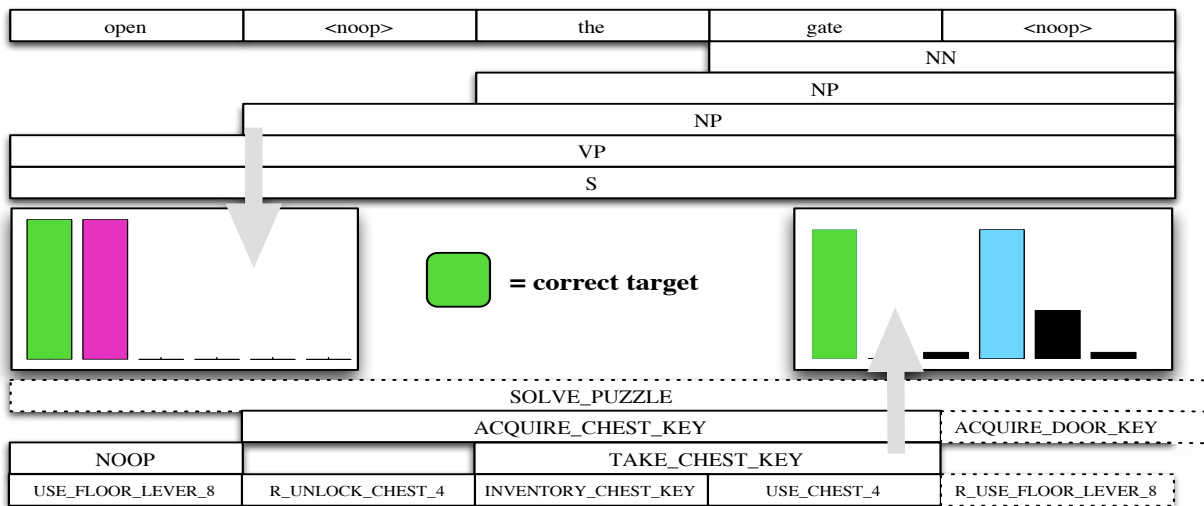 open <noop> the gate <noop>
NN
NP
NP
VP
S
= correct target
SOLVE_PUZZLE
ACQUIRE_CHEST_KEY ACQUIRE_DOOR_KEY
NOOP TAKE_CHEST_KEY
USE_FLOOR_LEVER_8 R_UNLOCK_CHEST_4 INVENTORY_CHEST_KEY USE_CHEST_4 R_USE_FLOOR_LEVER_8